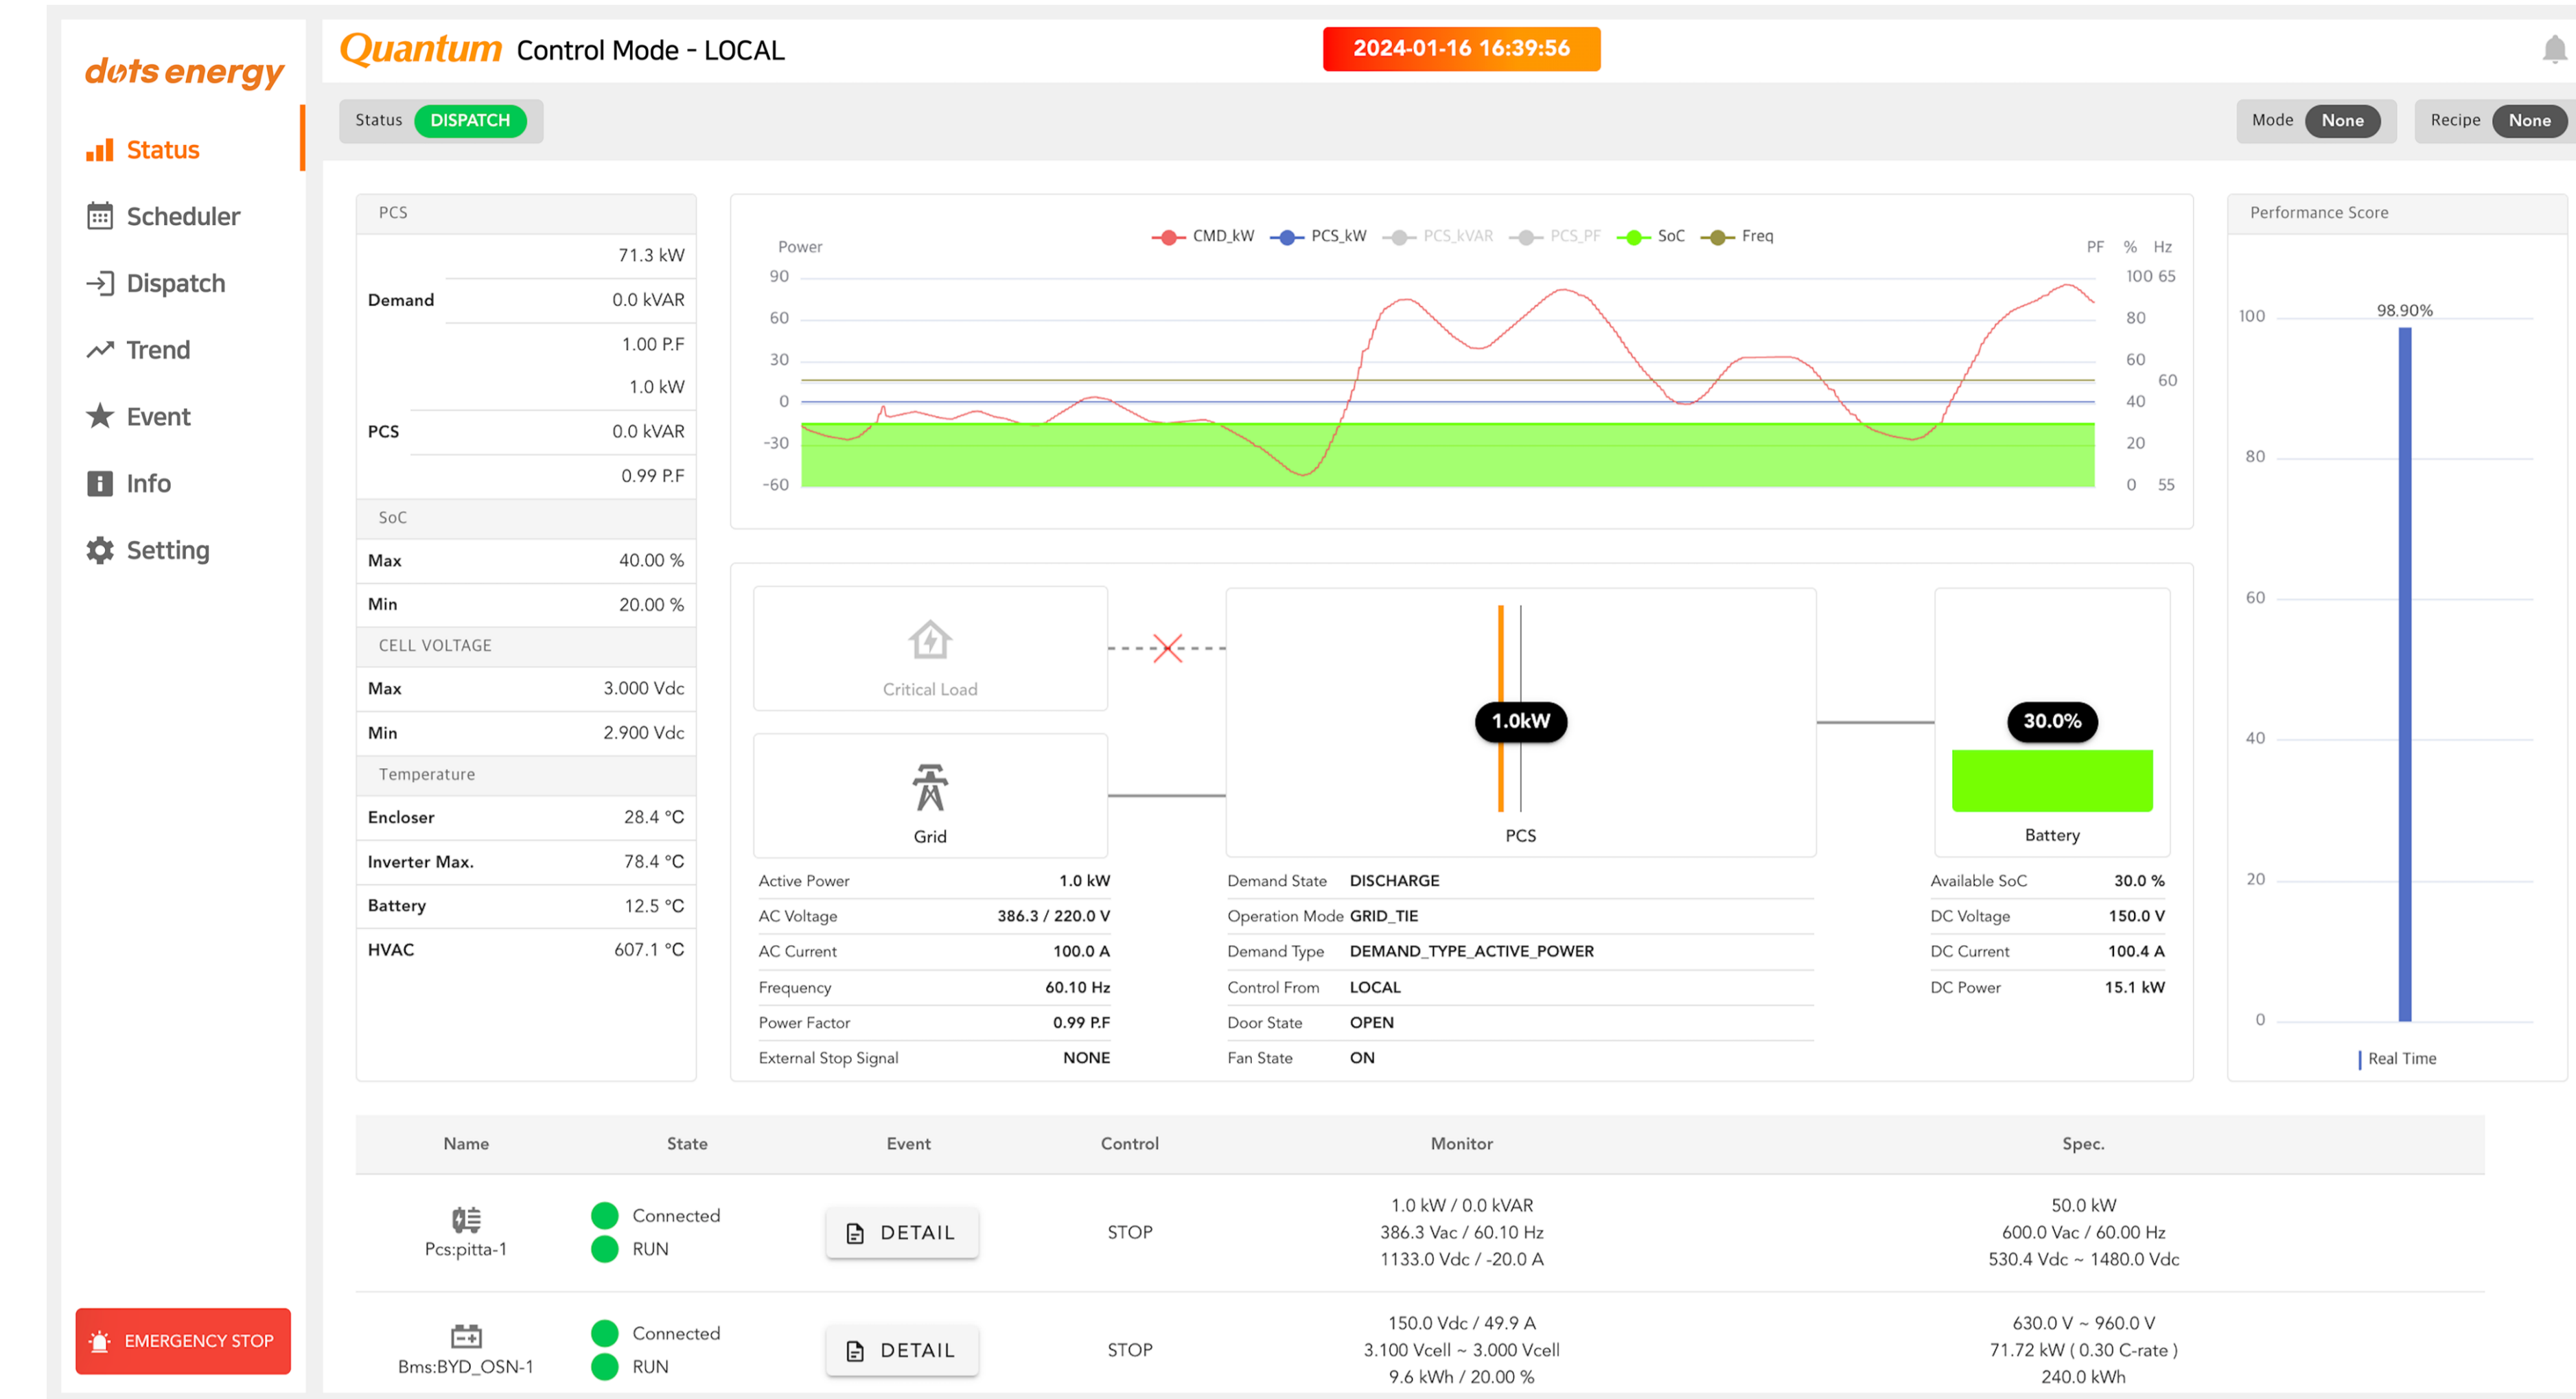 dots energy
Status
Scheduler
Dispatch
Trend
Event
Info
Setting
EMERGENCY STOP
Quantum Control Mode - LOCAL
2024-01-16 16:39:56
Status DISPATCH
Mode None
Recipe None
PCS
71.3 kW
Demand 0.0 kVAR
1.00 P.F
1.0 kW
PCS 0.0 kVAR
0.99 P.F
SoC
Max 40.00 %
Min 20.00 %
CELL VOLTAGE
Max 3.000 Vdc
Min 2.900 Vdc
Temperature
Encloser 28.4 °C
Inverter Max. 78.4 °C
Battery 12.5 °C
HVAC 607.1 °C
CMD_kW PCS_kW PCS_kVAR PCS_PF SoC Freq
Power PF % Hz
90 100 65
60 80
30 60
60
0 40
-30 20
-60 0 55
Critical Load
Grid
1.0kW
PCS
30.0%
Battery
Active Power 1.0 kW
AC Voltage 386.3 / 220.0 V
AC Current 100.0 A
Frequency 60.10 Hz
Power Factor 0.99 P.F
External Stop Signal NONE
Demand State DISCHARGE
Operation Mode GRID_TIE
Demand Type DEMAND_TYPE_ACTIVE_POWER
Control From LOCAL
Door State OPEN
Fan State ON
Available SoC 30.0 %
DC Voltage 150.0 V
DC Current 100.4 A
DC Power 15.1 kW
Performance Score
98.90%
100
80
60
40
20
0
Real Time
Name State Event Control Monitor Spec.
Pcs:pitta-1
Connected
RUN
DETAIL
STOP
1.0 kW / 0.0 kVAR
386.3 Vac / 60.10 Hz
1133.0 Vdc / -20.0 A
50.0 kW
600.0 Vac / 60.00 Hz
530.4 Vdc ~ 1480.0 Vdc
Bms:BYD_OSN-1
Connected
RUN
DETAIL
STOP
150.0 Vdc / 49.9 A
3.100 Vcell ~ 3.000 Vcell
9.6 kWh / 20.00 %
630.0 V ~ 960.0 V
71.72 kW ( 0.30 C-rate )
240.0 kWh